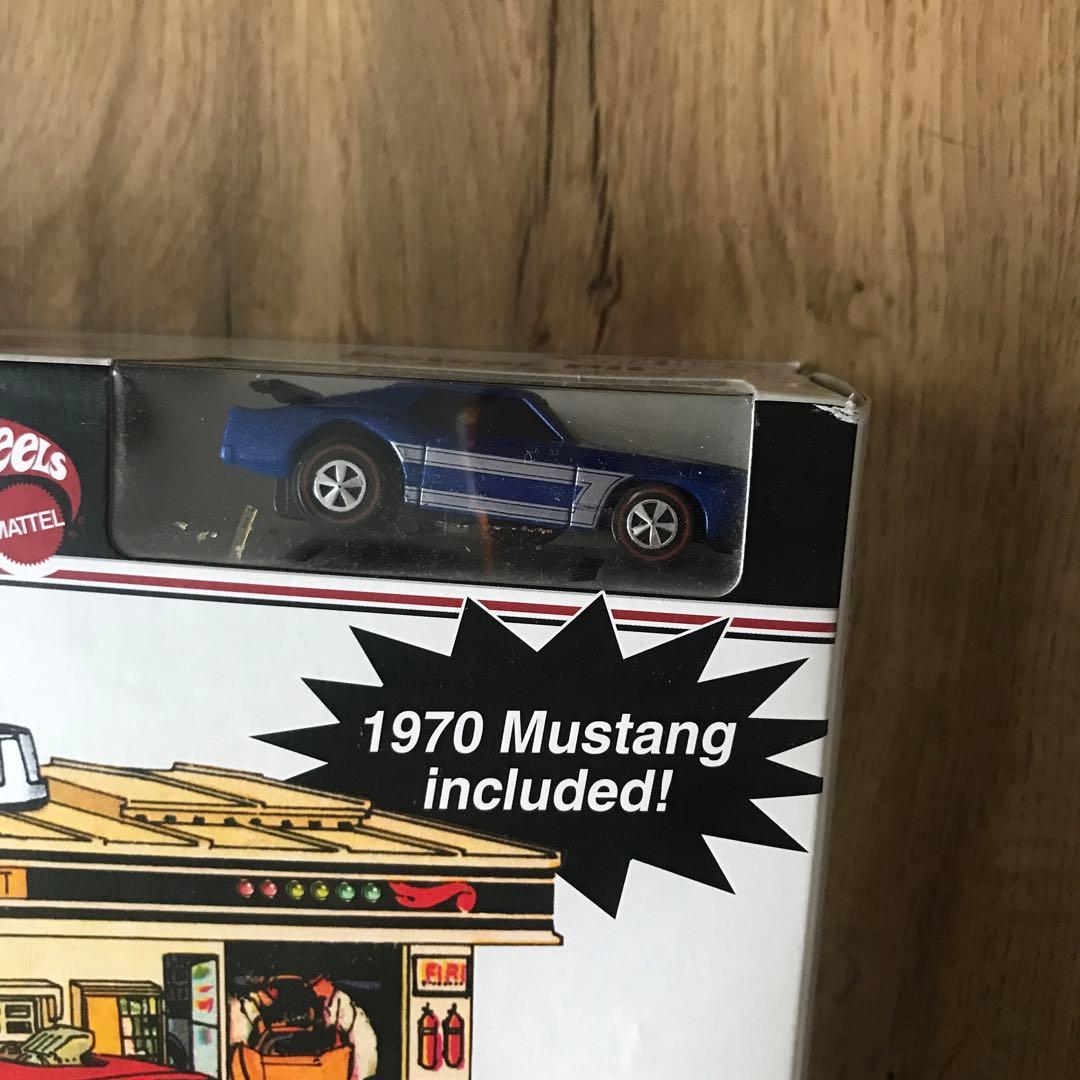 eeLS
MATTEL
1970 Mustang
included!
T